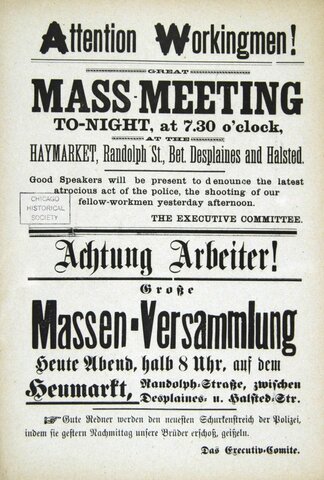 Attention Workingmen!
GREAT
MASS-MEETING
TO-NIGHT, at 7.30 o'clock,
AT THE
HAYMARKET, Randolph St., Bet. Desplaines and Halsted.
Good Speakers will be present to denounce the latest
atrocious act of the police, the shooting of our
fellow-workmen yesterday afternoon.
CHICAGO
HISTORICAL
SOCIETY
THE EXECUTIVE COMMITTEE.
Achtung Arbeiter!
Große
Massen-Versammlung
Heute Abend, halb 8 Uhr, auf dem
Heumarkt, Randolph-Straße, zwischen
Desplaines- u. Halsted-Str.
☞ Gute Redner werden den neuesten Schurkenstreich der Polizei,
indem sie gestern Nachmittag unsere Brüder erschoß, geißeln.
Das Executiv-Comite.